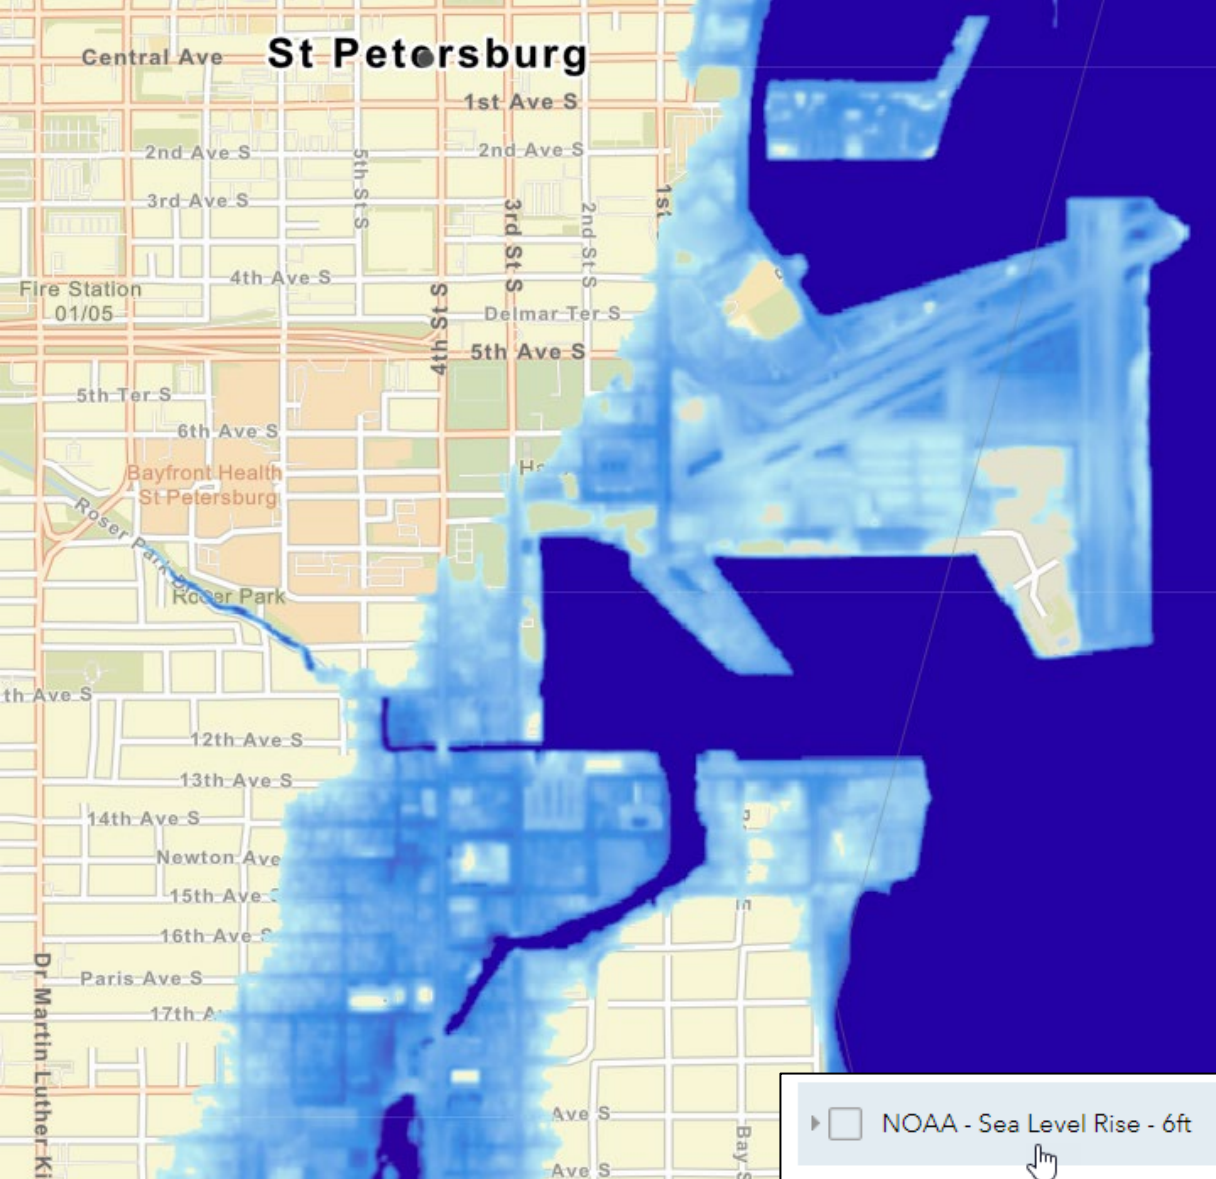 St Petersburg
Central Ave
1st Ave S
2nd Ave S
2nd Ave S
5th St S
3rd Ave S
1st
3rd St S
2nd St S
4th Ave S
Fire Station
01/05
4th St S
Delmar Ter S
5th Ave S
5th Ter S
6th Ave S
Bayfront Health
St Petersburg
Roser Park Dr
Roser Park
th Ave S
12th Ave S
13th Ave S
14th Ave S
Newton Ave
15th Ave S
16th Ave S
Paris Ave S
17th A
Dr Martin Luther Ki
Ave S
Bay S
Ave S
NOAA - Sea Level Rise - 6ft